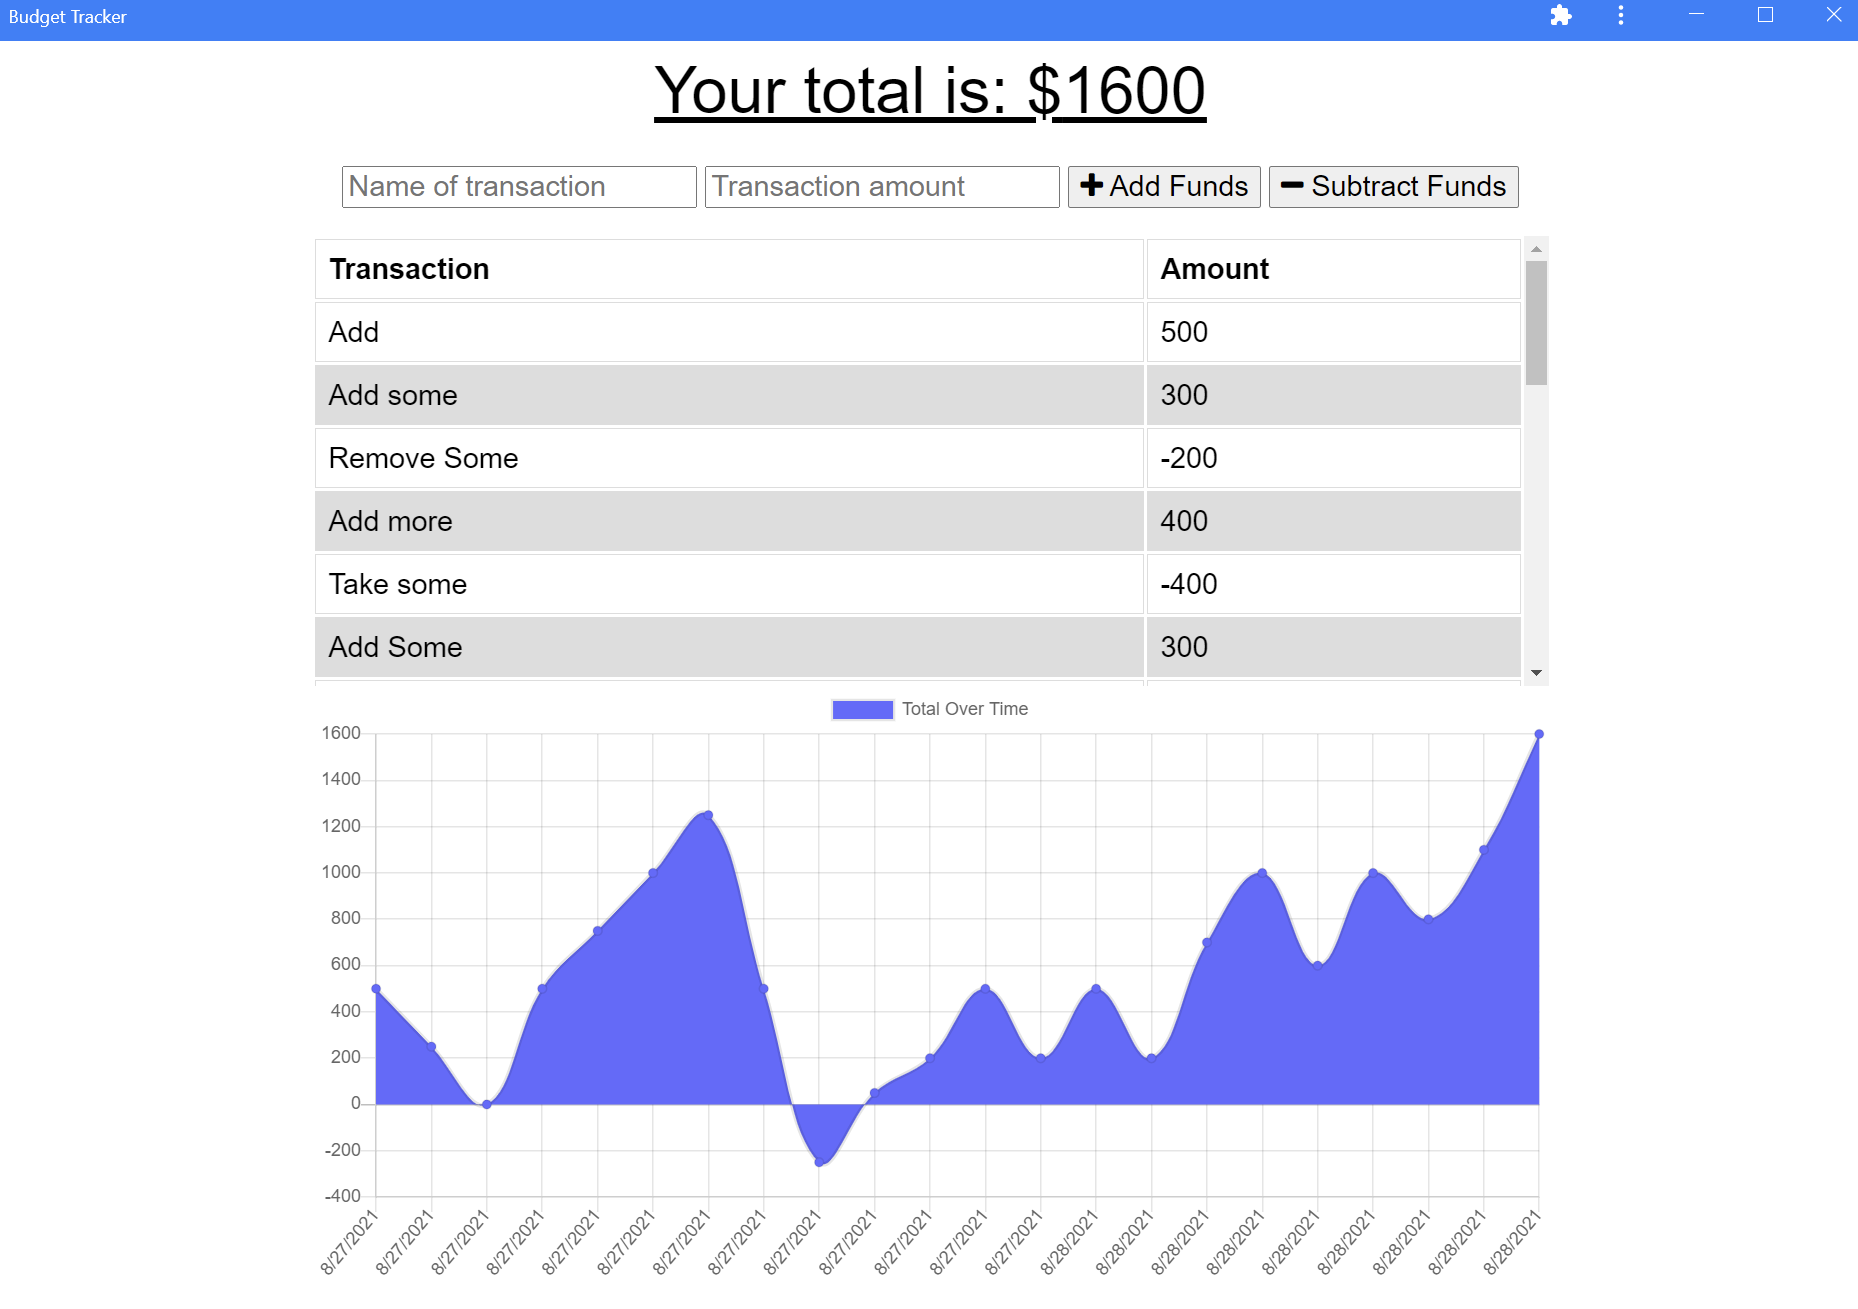 Budget Tracker
Your total is: $1600
Name of transaction Transaction amount Add Funds Subtract Funds
Transaction Amount
Add 500
Add some 300
Remove Some -200
Add more 400
Take some -400
Add Some 300
Total Over Time
1600
1400
1200
1000
800
600
400
200
0
-200
-400
8/27/2021 8/27/2021 8/27/2021 8/27/2021 8/27/2021 8/27/2021 8/27/2021 8/27/2021 8/27/2021 8/27/2021 8/27/2021 8/27/2021 8/27/2021 8/28/2021 8/28/2021 8/28/2021 8/28/2021 8/28/2021 8/28/2021 8/28/2021 8/28/2021 8/28/2021